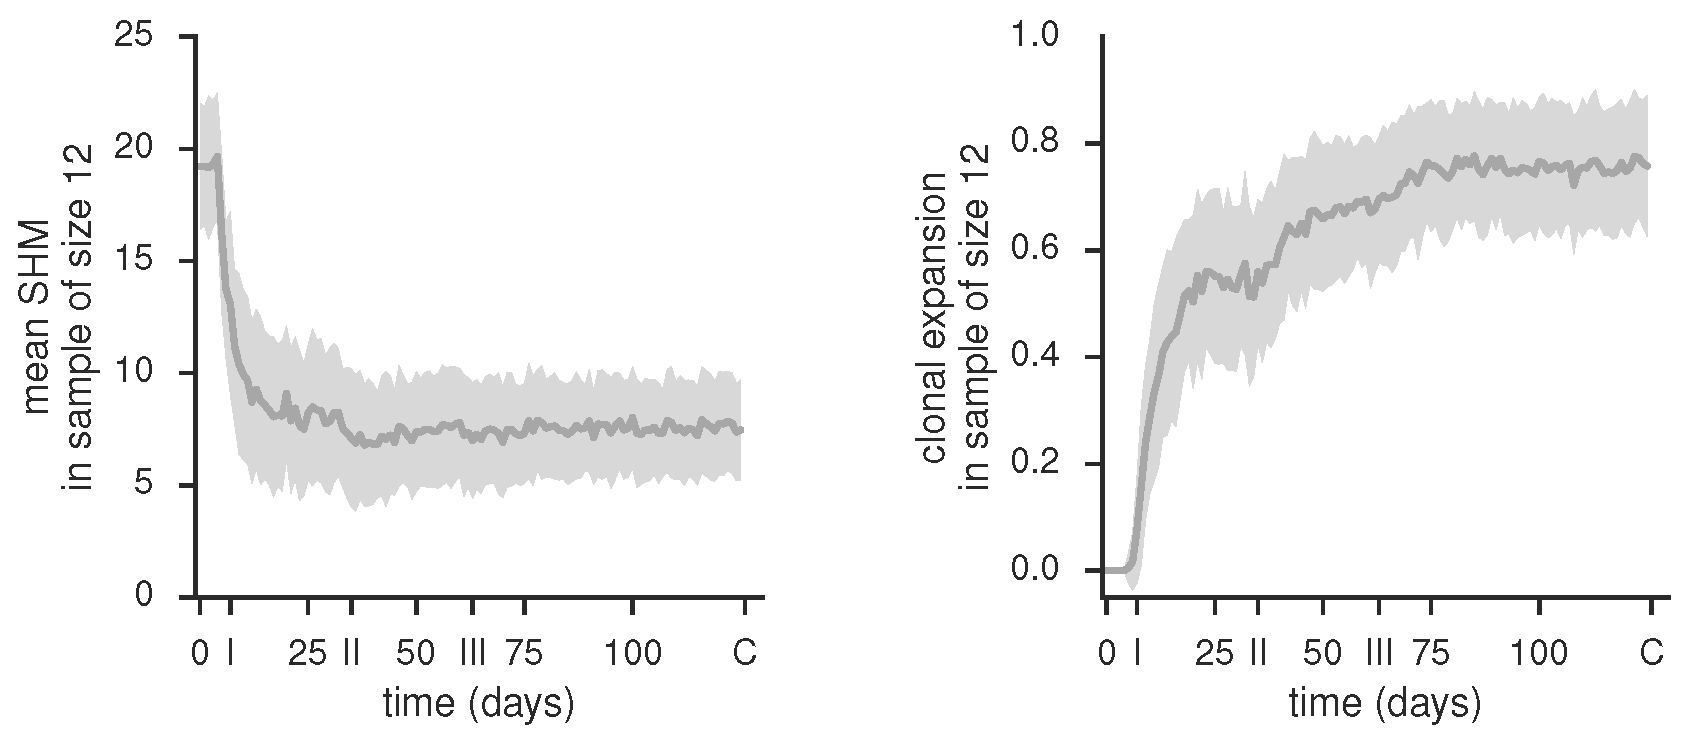 mean SHM
in sample of size 12
25
20
15
10
5
0
0 I 25 II 50 III 75 100 C
time (days)
clonal expansion
in sample of size 12
1.0
0.8
0.6
0.4
0.2
0.0
0 I 25 II 50 III 75 100 C
time (days)